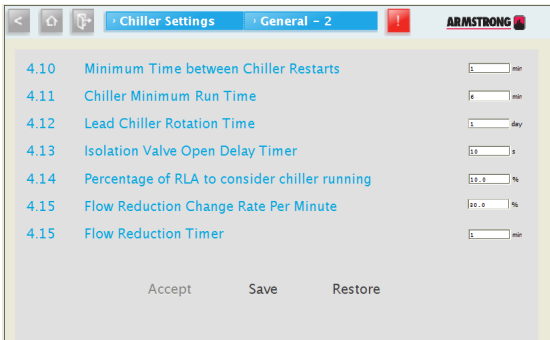 < › Chiller Settings › General – 2 ! ARMSTRONG
4.10 Minimum Time between Chiller Restarts 1 min
4.11 Chiller Minimum Run Time 6 min
4.12 Lead Chiller Rotation Time 1 day
4.13 Isolation Valve Open Delay Timer 10 s
4.14 Percentage of RLA to consider chiller running 10.0 %
4.15 Flow Reduction Change Rate Per Minute 30.0 %
4.15 Flow Reduction Timer 1 min
Accept Save Restore